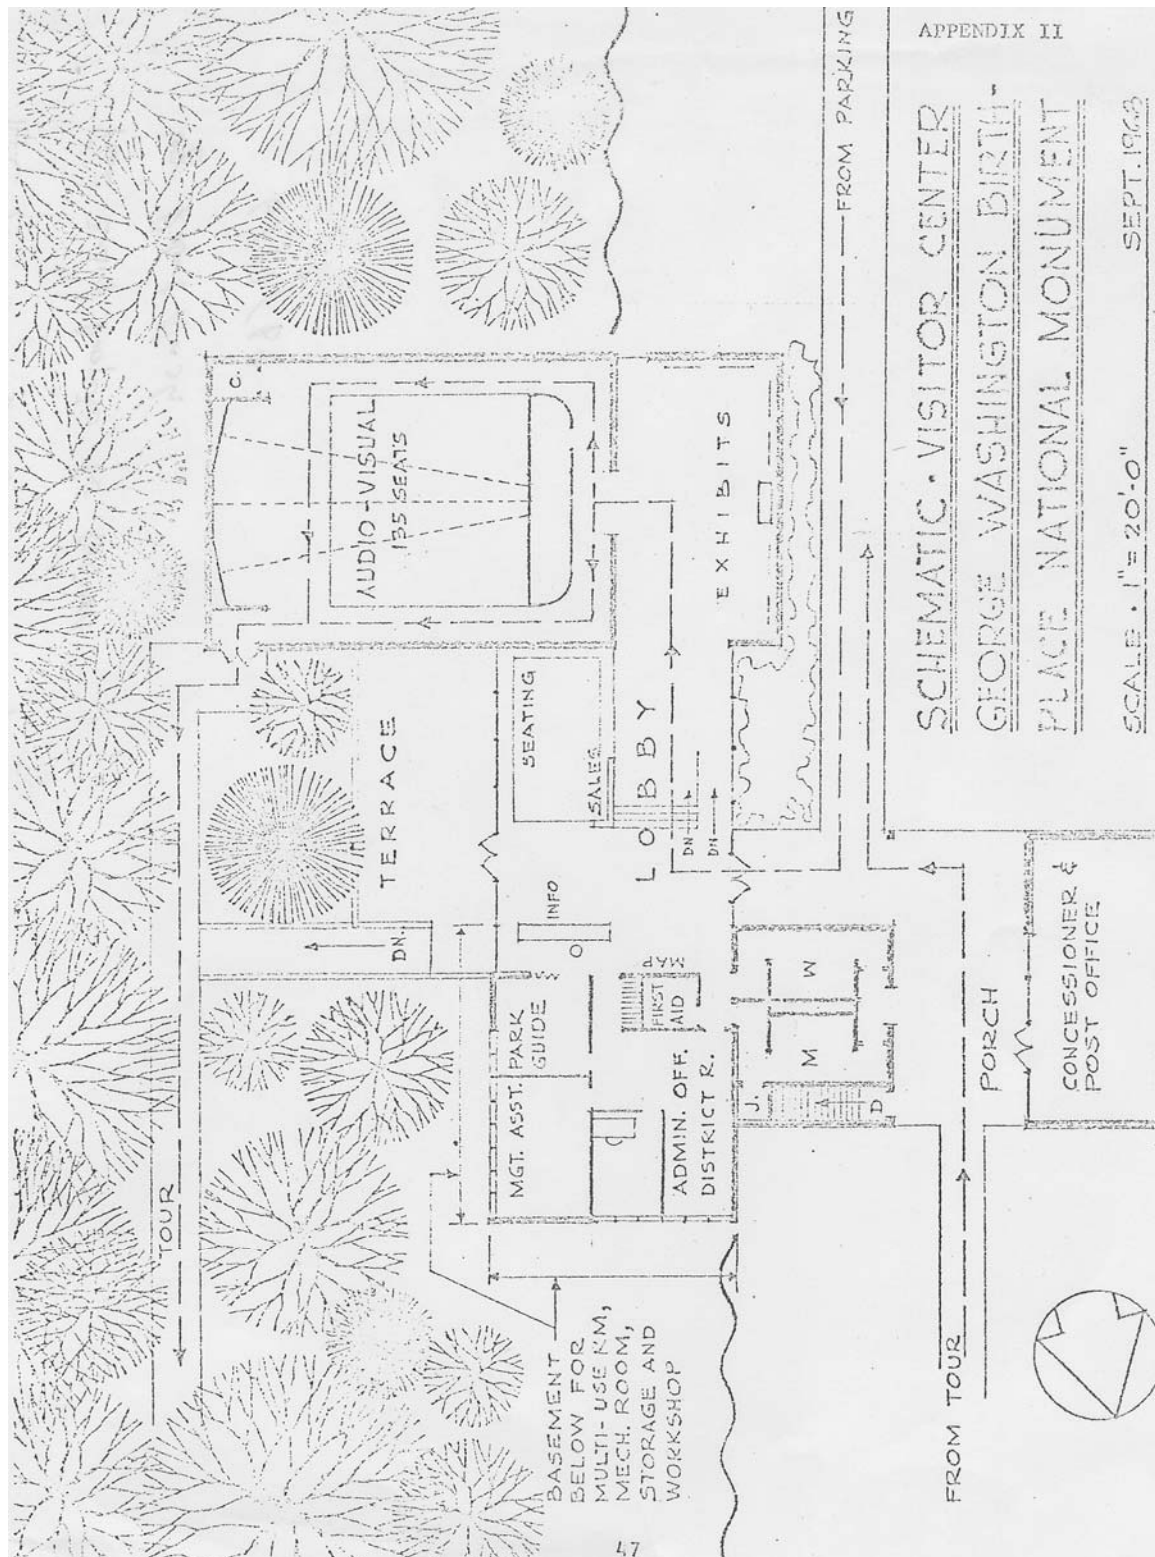 APPENDIX II
SCHEMATIC · VISITOR CENTER
GEORGE WASHINGTON BIRTH-
PLACE NATIONAL MONUMENT
SCALE · 1" = 20'-0" SEPT. 1968
FROM PARKING
C.
AUDIO-VISUAL
135 SEATS
EXHIBITS
SEATING
SALES
LOBBY
DN
DN
TERRACE
INFO
DN.
MAP
FIRST
AID
PARK
GUIDE
MGT. ASST.
ADMIN. OFF.
DISTRICT R.
W
M
J.
D
PORCH
CONCESSIONER &
POST OFFICE
TOUR
FROM TOUR
BASEMENT
BELOW FOR
MULTI-USE RM,
MECH. ROOM,
STORAGE AND
WORKSHOP
47